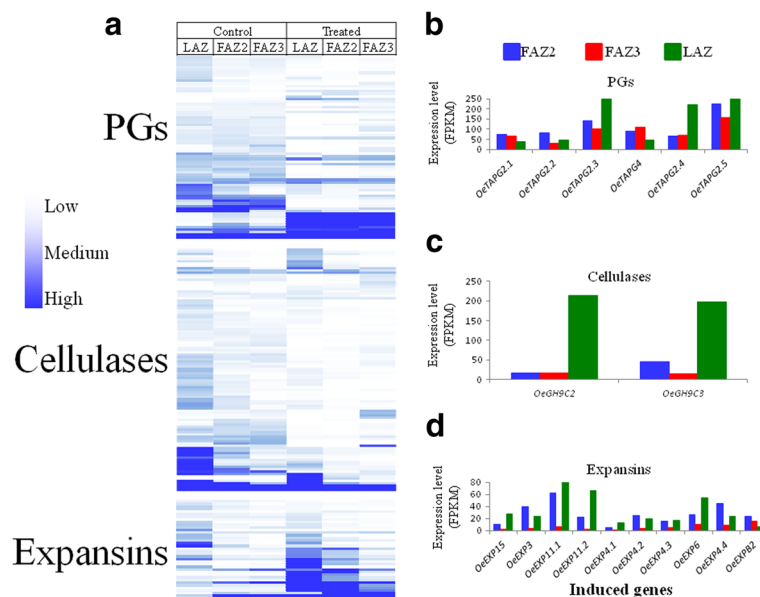 a
Control Treated
LAZ FAZ2 FAZ3 LAZ FAZ2 FAZ3
PGs
Low
Medium
High
Cellulases
Expansins
b
FAZ2 FAZ3 LAZ
PGs
Expression level
(FPKM)
250
200
150
100
50
0
OeTAPG2.1 OeTAPG2.2 OeTAPG2.3 OeTAPG4 OeTAPG2.4 OeTAPG2.5
c
Cellulases
Expression level
(FPKM)
250
200
150
100
50
0
OeGH9C2 OeGH9C3
d
Expansins
Expression level
(FPKM)
80
60
40
20
0
OeEXP15 OeEXP3 OeEXP11.1 OeEXP11.2 OeEXP4.1 OeEXP4.2 OeEXP4.3 OeEXP6 OeEXP4.4 OeEXPB2
Induced genes